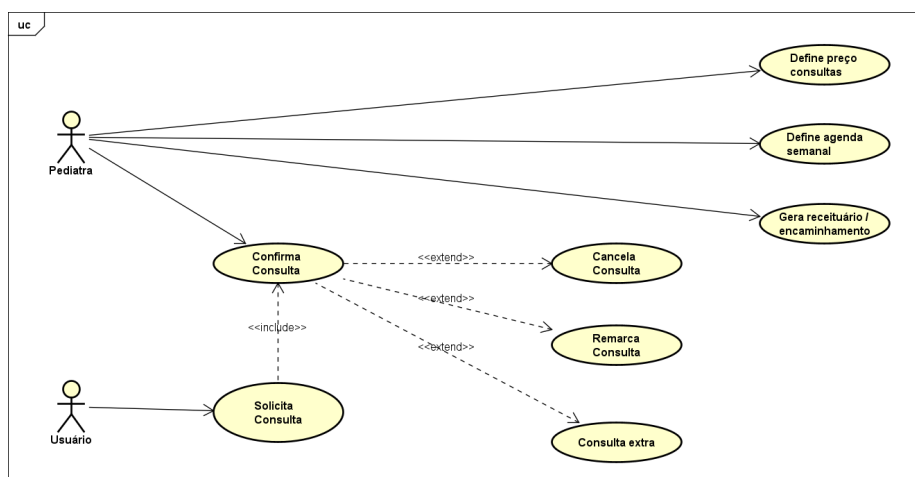 uc
Define preço
consultas
Pediatra
Define agenda
semanal
Gera receituário /
encaminhamento
Confirma
Consulta
<<extend>>
Cancela
Consulta
<<extend>>
<<include>>
Remarca
Consulta
<<extend>>
Usuário
Solicita
Consulta
Consulta extra